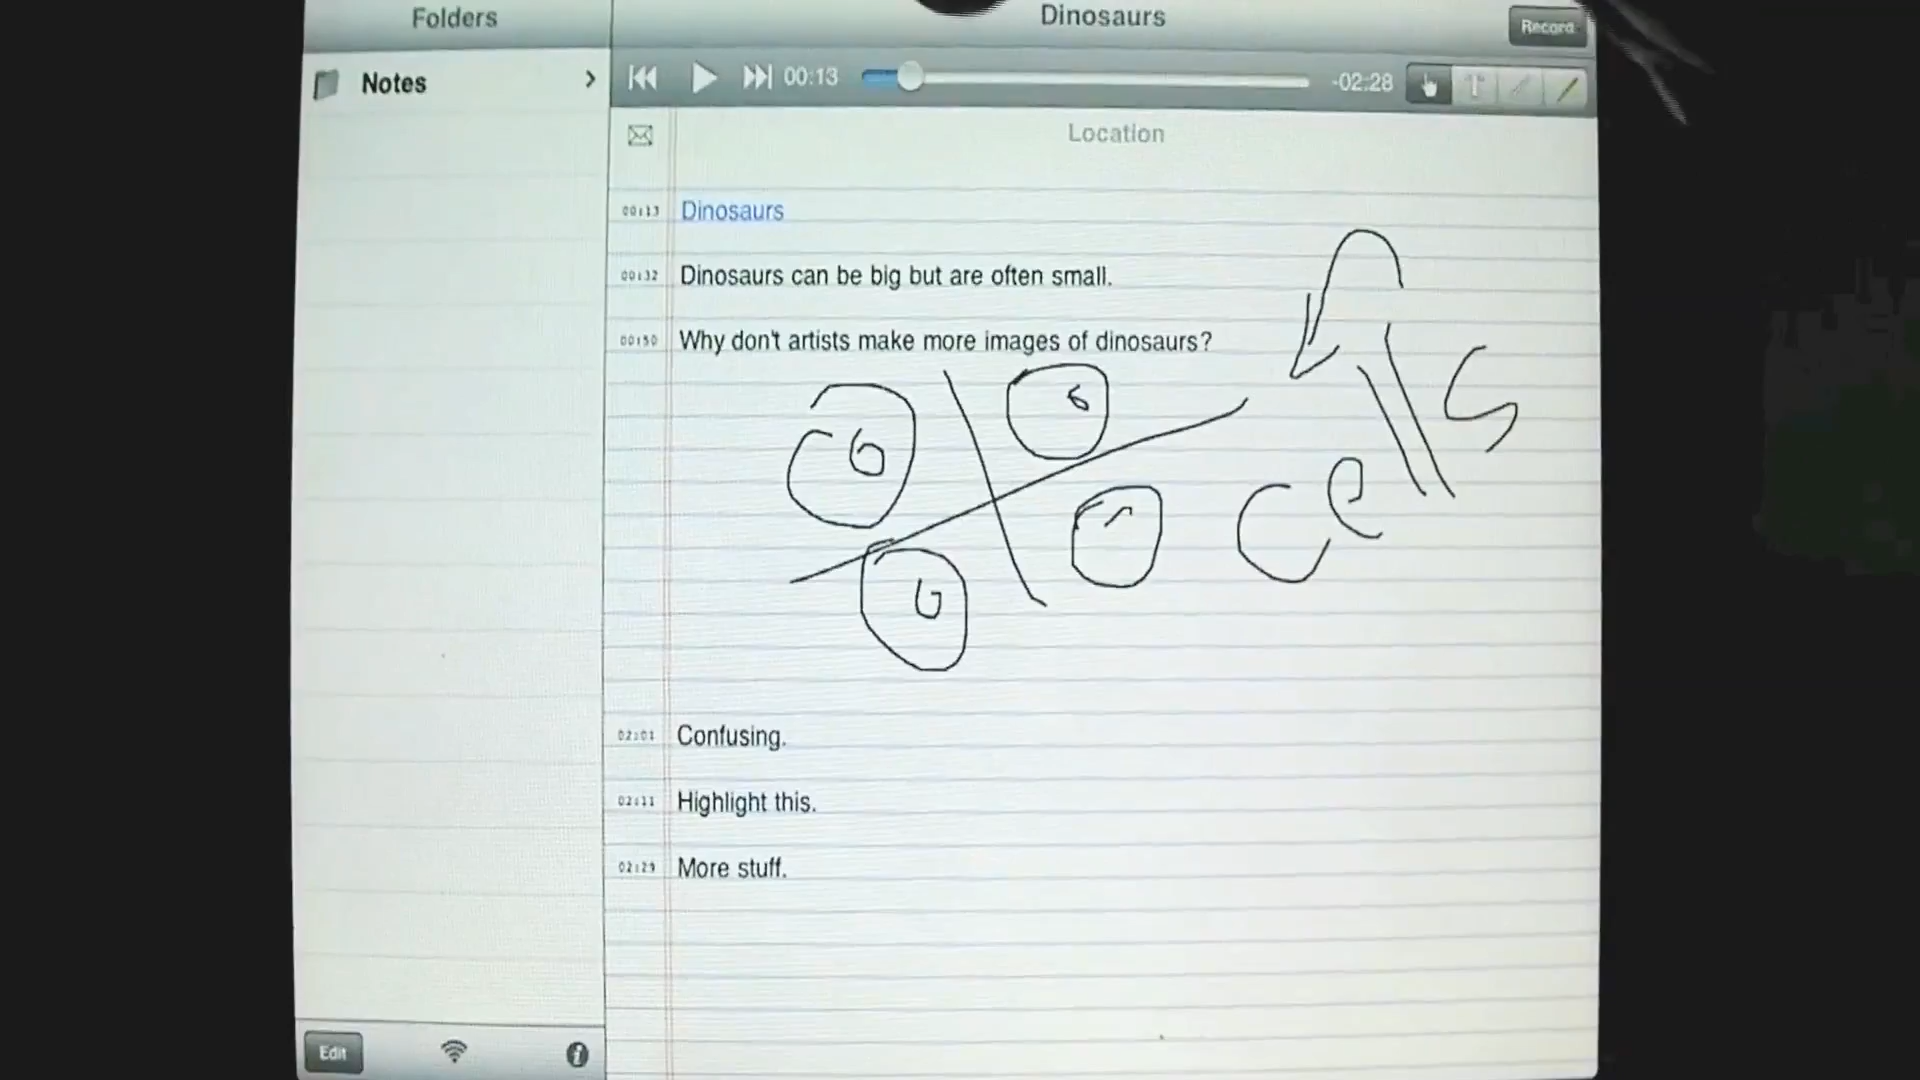 Folders
Dinosaurs
Record
Notes
00:13
-02:28
T
Location
00:13 Dinosaurs
00:32 Dinosaurs can be big but are often small.
00:50 Why don't artists make more images of dinosaurs?
cells
02:01 Confusing.
02:11 Highlight this.
02:29 More stuff.
Edit